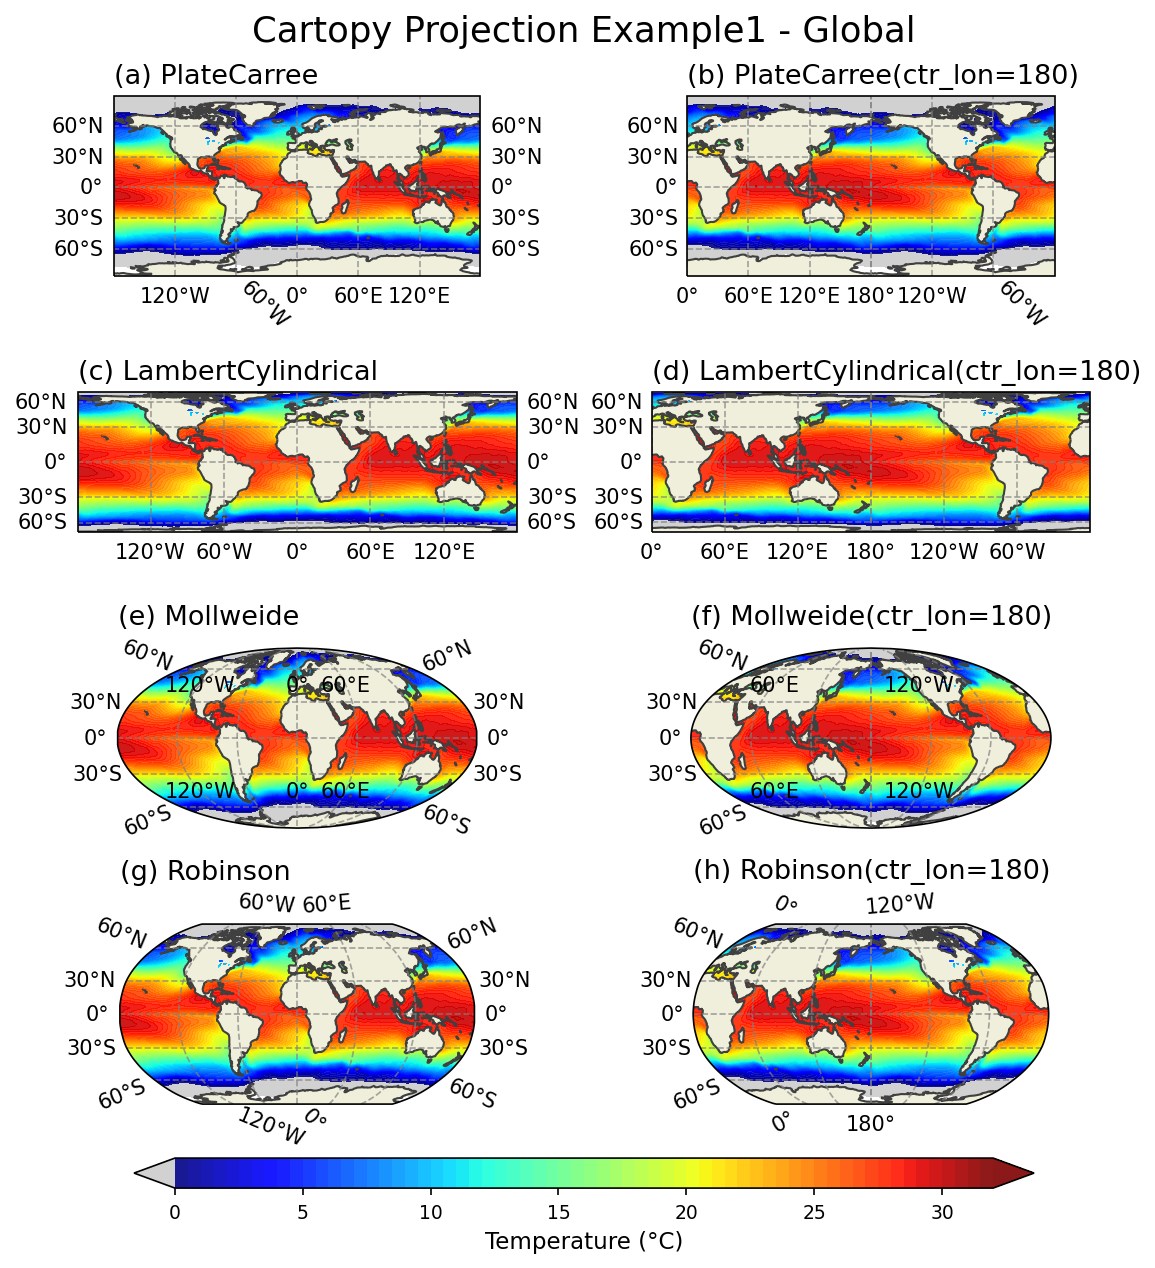 Cartopy Projection Example1 - Global
(a) PlateCarree
(b) PlateCarree(ctr_lon=180)
60°N 60°N 60°N
30°N 30°N 30°N
0° 0° 0°
30°S 30°S 30°S
60°S 60°S 60°S
120°W 60°W 0° 60°E 120°E
0° 60°E 120°E 180° 120°W 60°W
(c) LambertCylindrical
(d) LambertCylindrical(ctr_lon=180)
60°N 60°N 60°N
30°N 30°N 30°N
0° 0° 0°
30°S 30°S 30°S
60°S 60°S 60°S
120°W 60°W 0° 60°E 120°E
0° 60°E 120°E 180° 120°W 60°W
(e) Mollweide
(f) Mollweide(ctr_lon=180)
60°N 60°N 60°N
120°W 0° 60°E 60°E 120°W
30°N 30°N 30°N
0° 0° 0°
30°S 30°S 30°S
120°W 0° 60°E 60°E 120°W
60°S 60°S 60°S
(g) Robinson
(h) Robinson(ctr_lon=180)
60°W 60°E 0° 120°W
60°N 60°N 60°N
30°N 30°N 30°N
0° 0° 0°
30°S 30°S 30°S
60°S 60°S 60°S
120°W 0° 0° 180°
0 5 10 15 20 25 30
Temperature (°C)